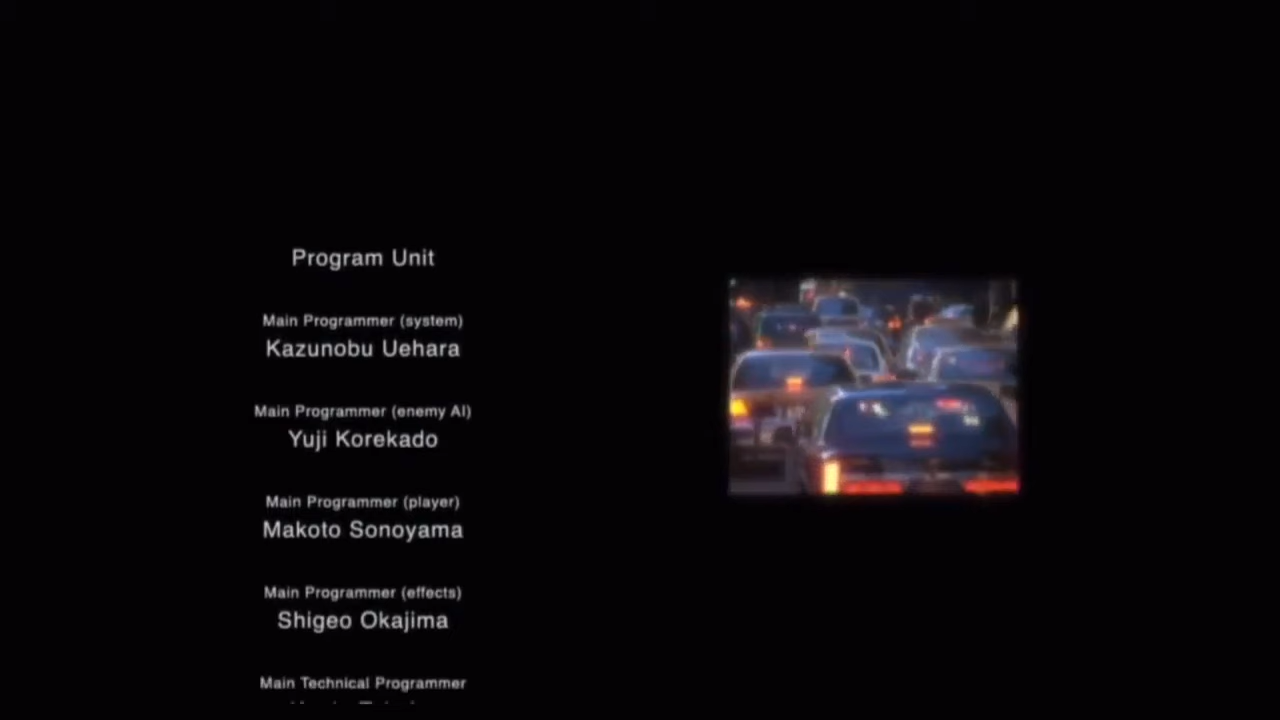 Program Unit
Main Programmer (system)
Kazunobu Uehara
Main Programmer (enemy AI)
Yuji Korekado
Main Programmer (player)
Makoto Sonoyama
Main Programmer (effects)
Shigeo Okajima
Main Technical Programmer